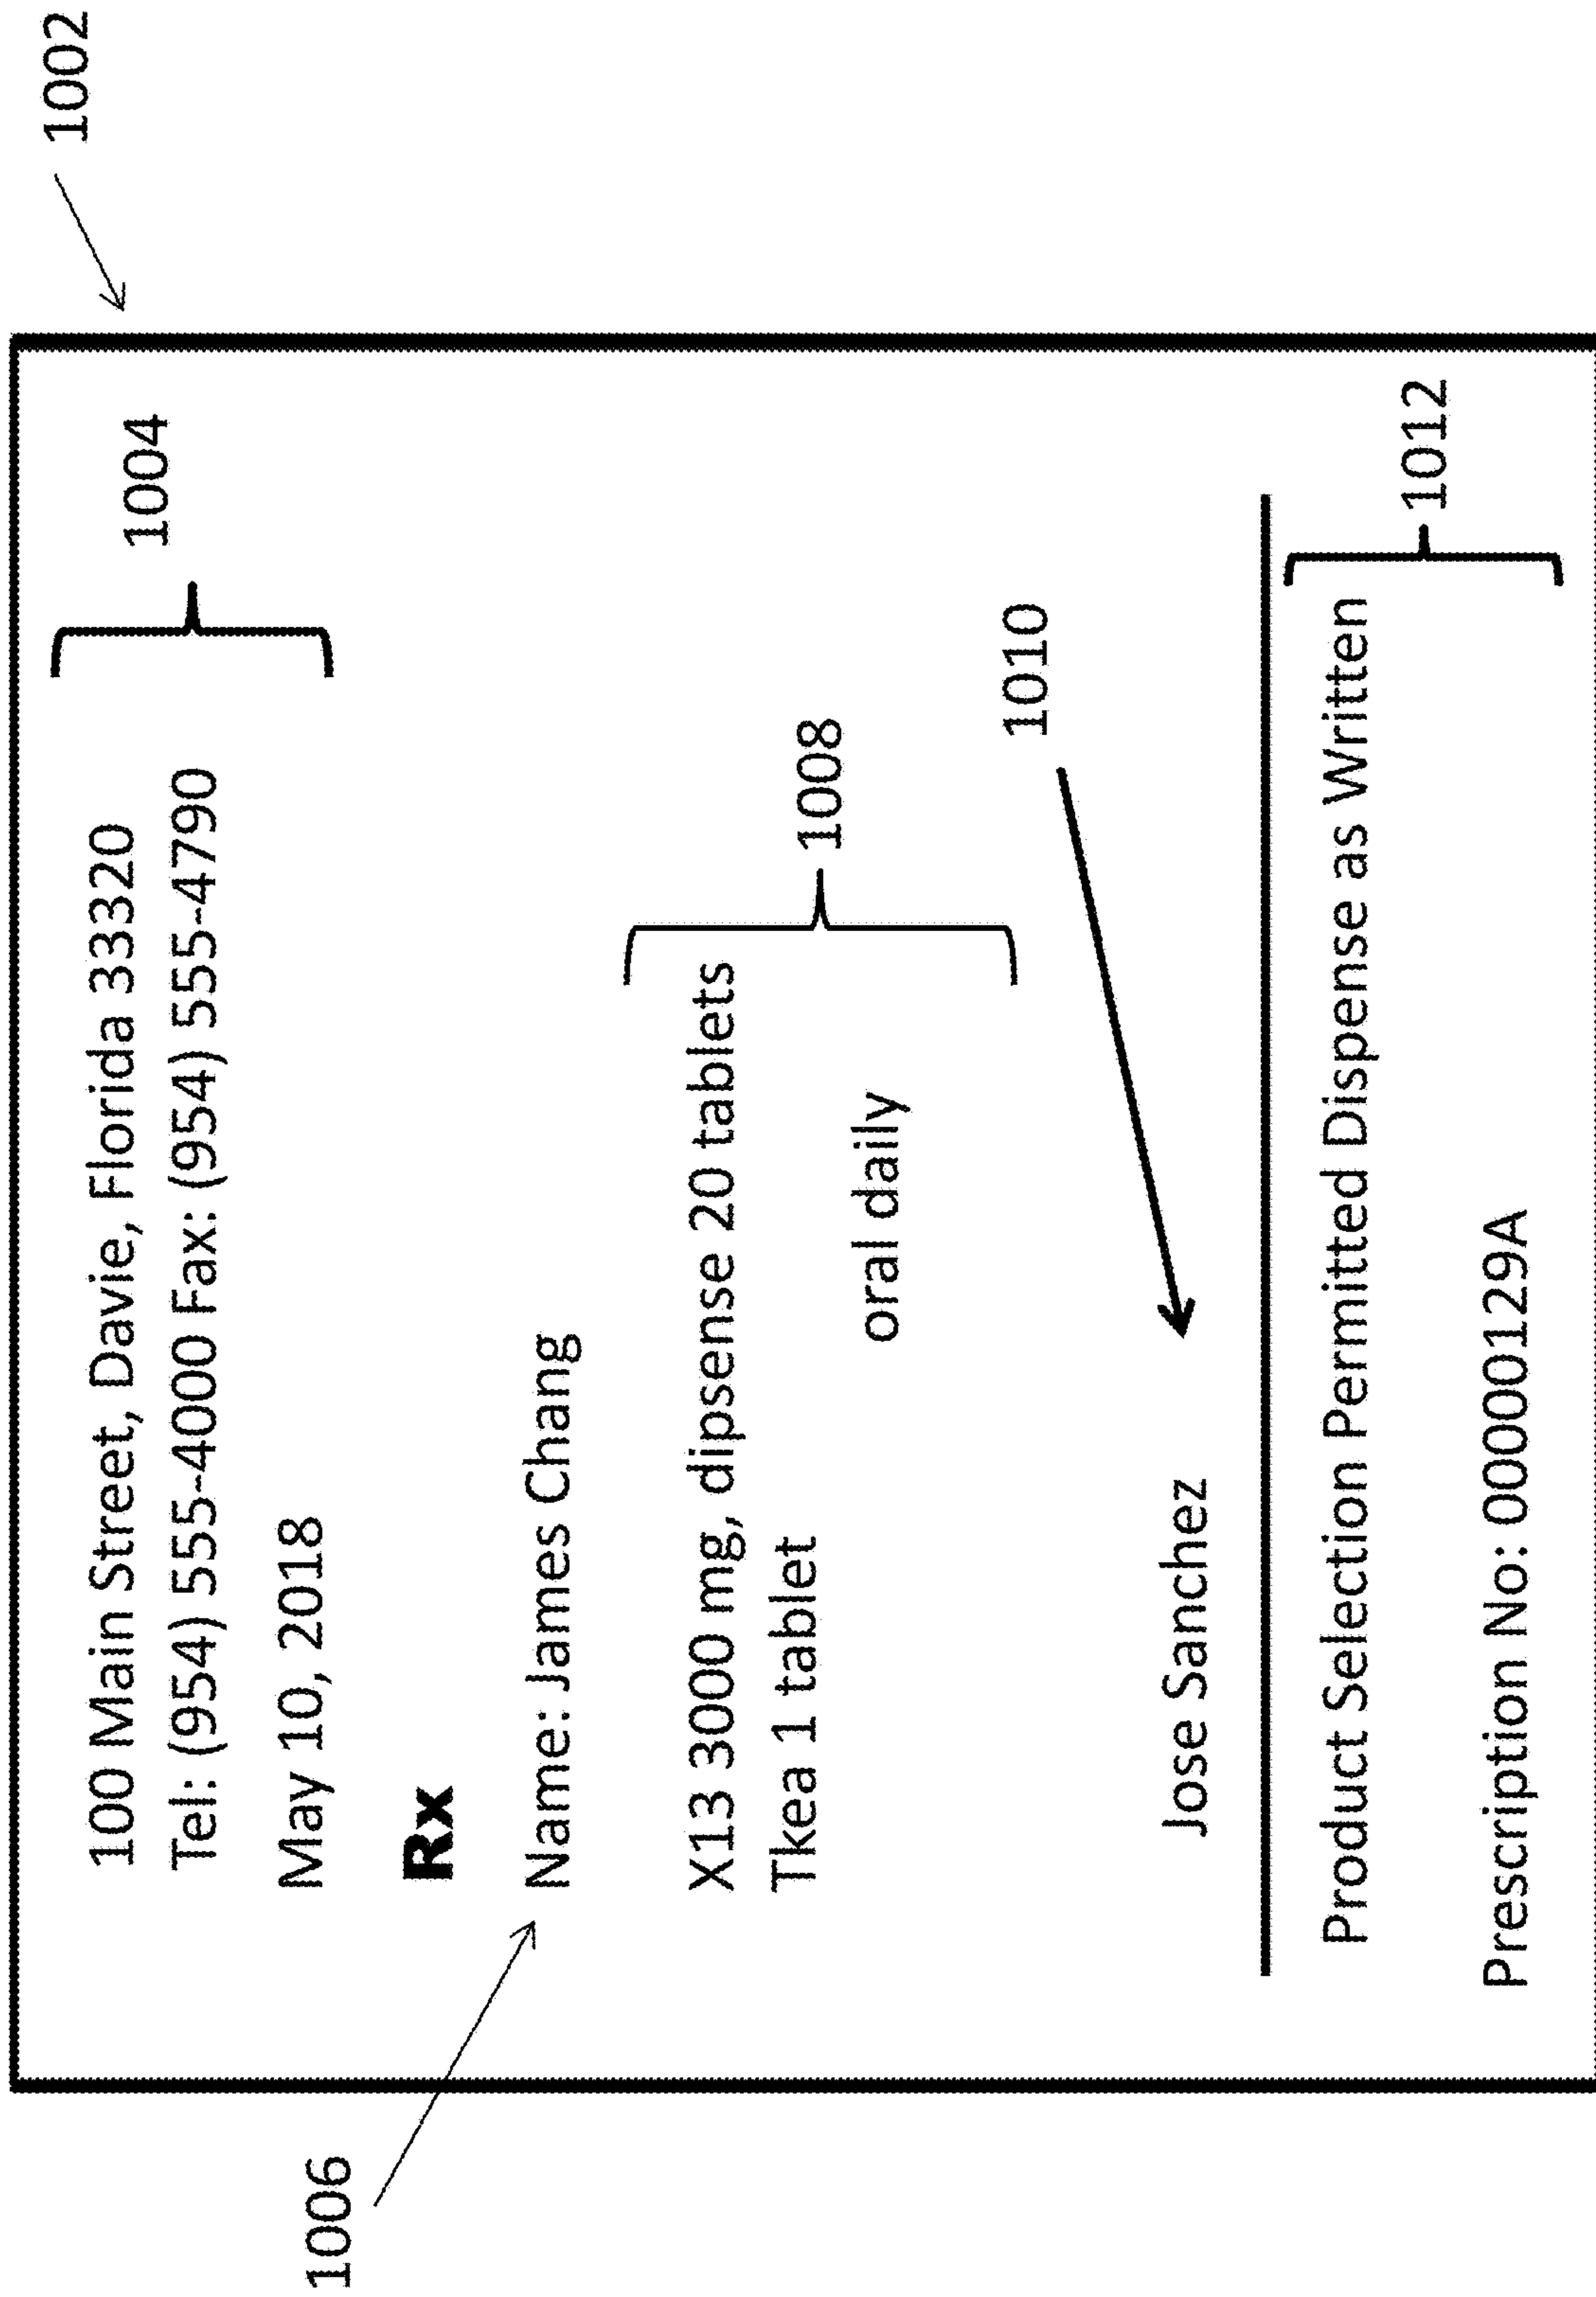 1002
1004
100 Main Street, Davie, Florida 33320
Tel: (954) 555-4000 Fax: (954) 555-4790
May 10, 2018
Rx
1006
Name: James Chang
X13 3000 mg, dipsense 20 tablets
Tkea 1 tablet
oral daily
1008
1010
Jose Sanchez
Product Selection Permitted Dispense as Written
1012
Prescription No: 0000129A